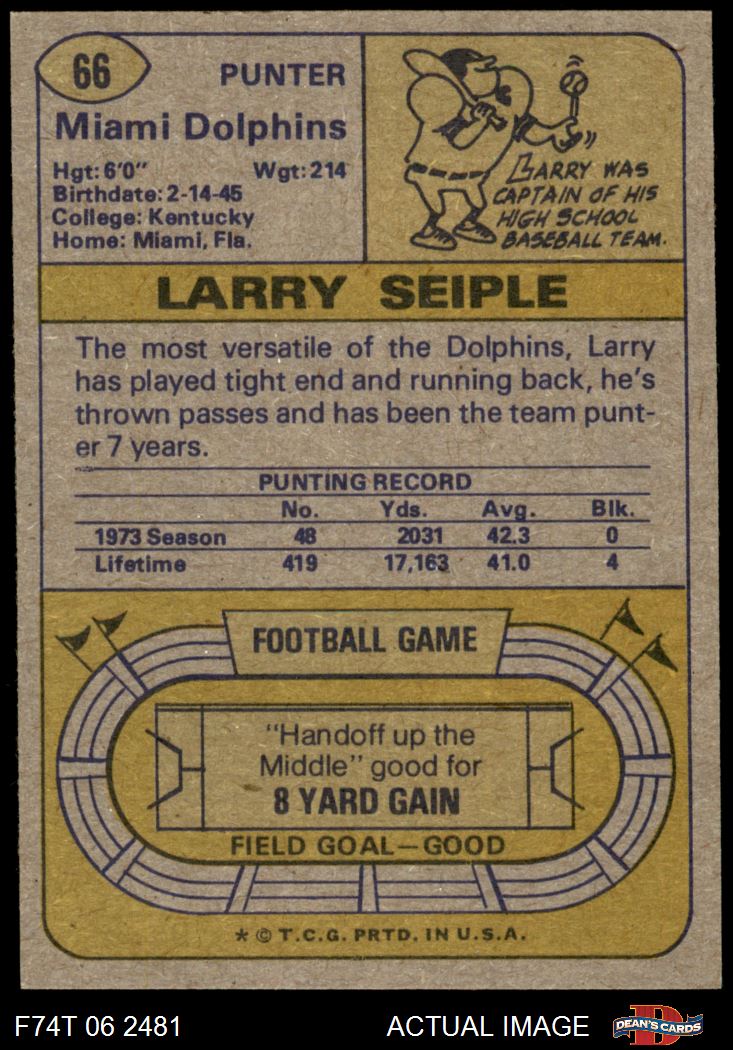 66
PUNTER
Miami Dolphins
Hgt: 6'0" Wgt: 214
Birthdate: 2-14-45
College: Kentucky
Home: Miami, Fla.
LARRY WAS
CAPTAIN OF HIS
HIGH SCHOOL
BASEBALL TEAM.
LARRY SEIPLE
The most versatile of the Dolphins, Larry
has played tight end and running back, he's
thrown passes and has been the team punt-
er 7 years.
PUNTING RECORD
No. Yds. Avg. Blk.
1973 Season 48 2031 42.3 0
Lifetime 419 17,163 41.0 4
FOOTBALL GAME
"Handoff up the
Middle" good for
8 YARD GAIN
FIELD GOAL—GOOD
* © T.C.G. PRTD. IN U.S.A.
F74T 06 2481 ACTUAL IMAGE D DEAN'S CARDS